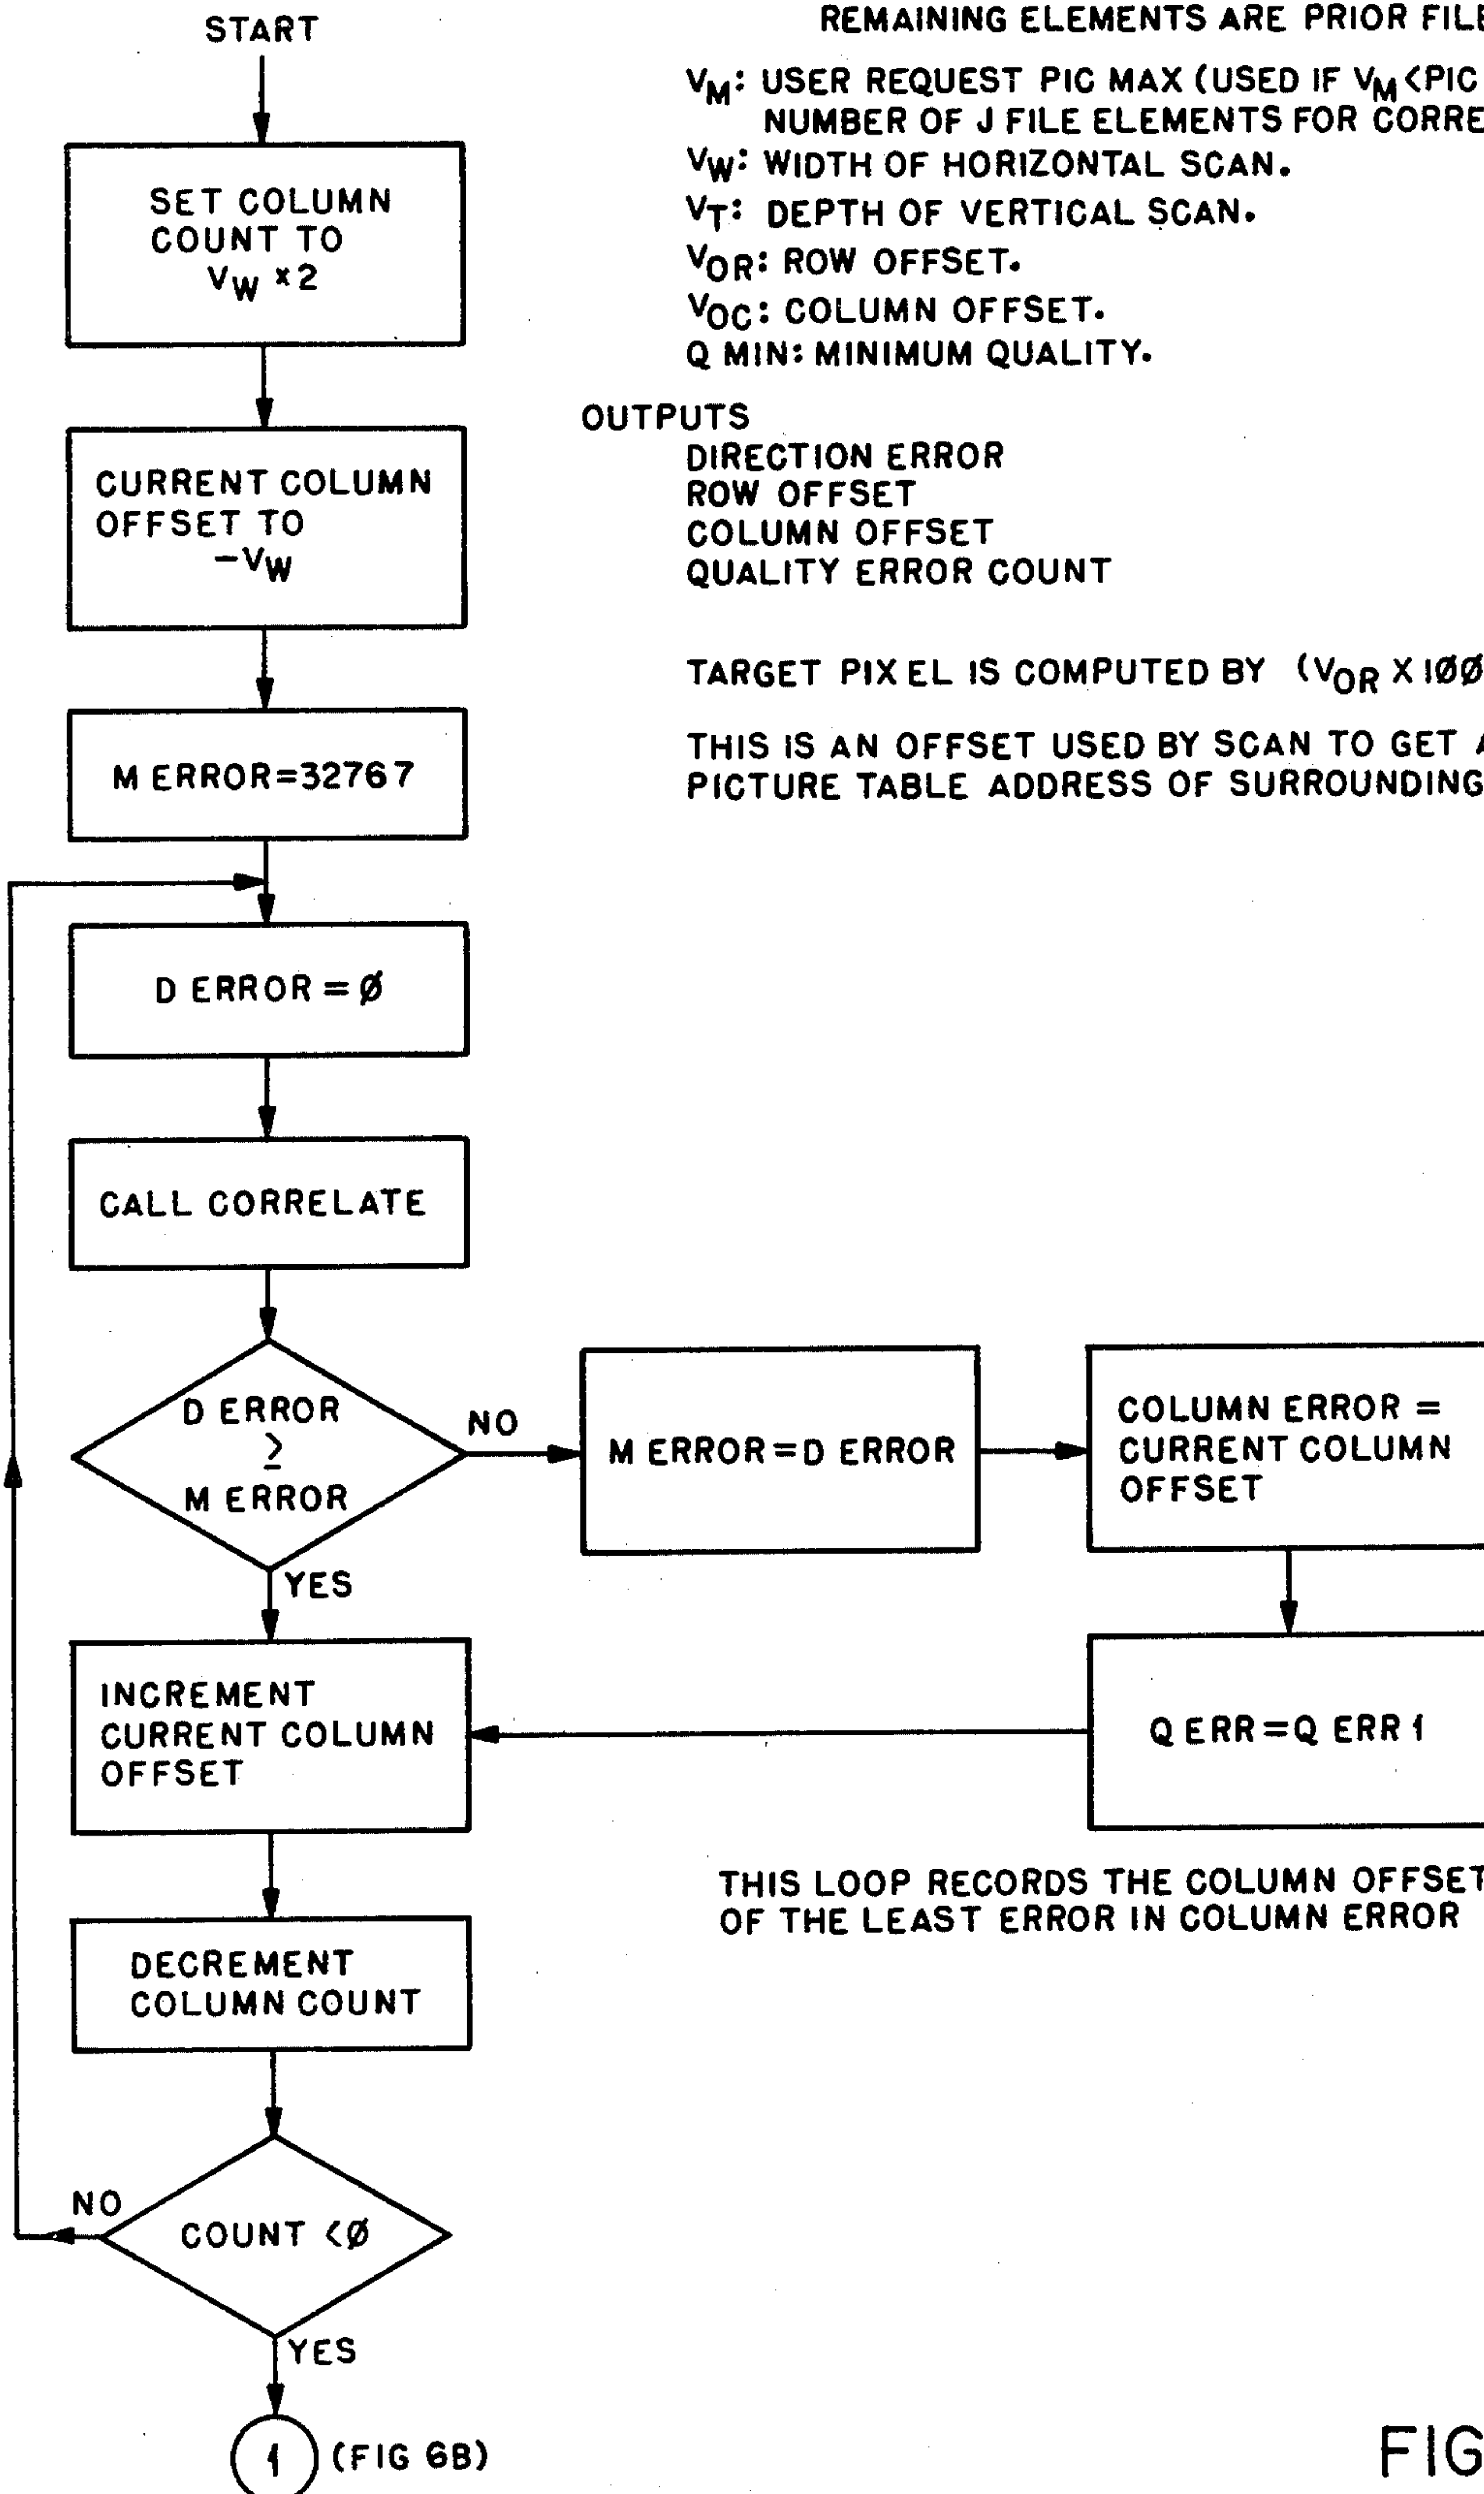 START
REMAINING ELEMENTS ARE PRIOR
VM: USER REQUEST PIC MAX (USED IF VM <PIC
NUMBER OF J FILE ELEMENTS FOR
VW: WIDTH OF HORIZONTAL SCAN.
VT: DEPTH OF VERTICAL SCAN.
VOR: ROW OFFSET.
VOC: COLUMN OFFSET.
Q MIN: MINIMUM QUALITY.
OUTPUTS
DIRECTION ERROR
ROW OFFSET
COLUMN OFFSET
QUALITY ERROR COUNT
TARGET PIXEL IS COMPUTED BY (VOR X 1ØØ
THIS IS AN OFFSET USED BY SCAN TO GET
PICTURE TABLE ADDRESS OF SURROUNDING
SET COLUMN
COUNT TO
VW x 2
CURRENT COLUMN
OFFSET TO
-VW
M ERROR=32767
D ERROR = Ø
CALL CORRELATE
D ERROR
≥
M ERROR
NO
M ERROR=D ERROR
COLUMN ERROR =
CURRENT COLUMN
OFFSET
YES
INCREMENT
CURRENT COLUMN
OFFSET
Q ERR=Q ERR 1
THIS LOOP RECORDS THE COLUMN OFFSET
OF THE LEAST ERROR IN COLUMN ERROR
DECREMENT
COLUMN COUNT
NO
COUNT <Ø
YES
1 (FIG 6B)
FIG